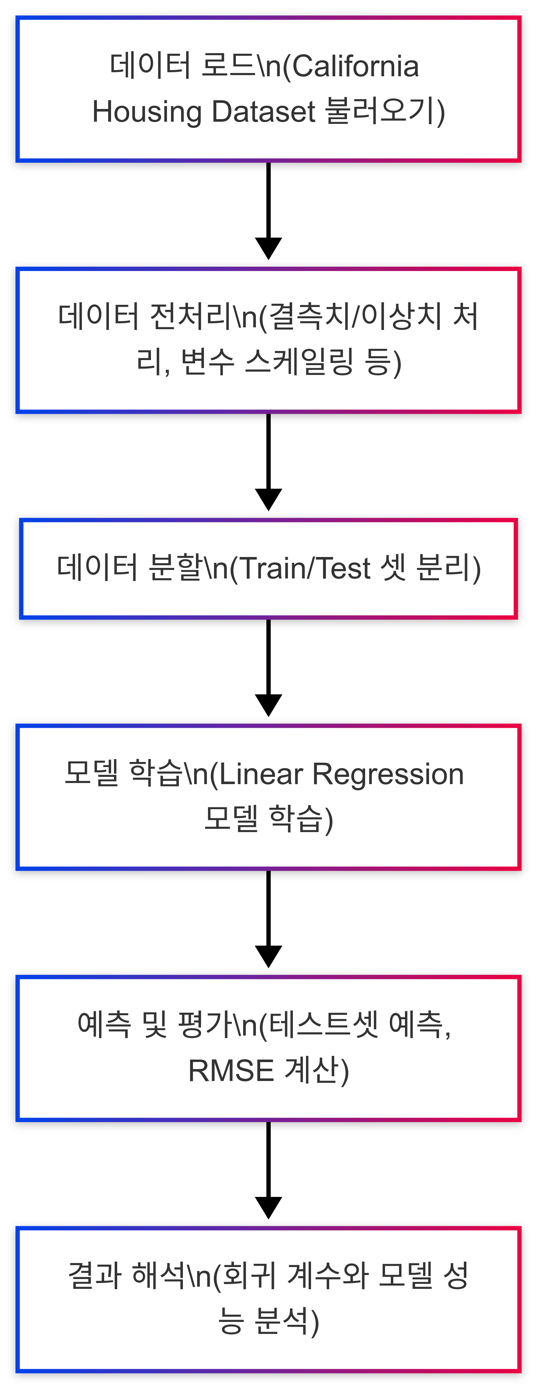 데이터 로드\n(California
Housing Dataset 불러오기)
데이터 전처리\n(결측치/이상치 처
리, 변수 스케일링 등)
데이터 분할\n(Train/Test 셋 분리)
모델 학습\n(Linear Regression
모델 학습)
예측 및 평가\n(테스트셋 예측,
RMSE 계산)
결과 해석\n(회귀 계수와 모델 성
능 분석)